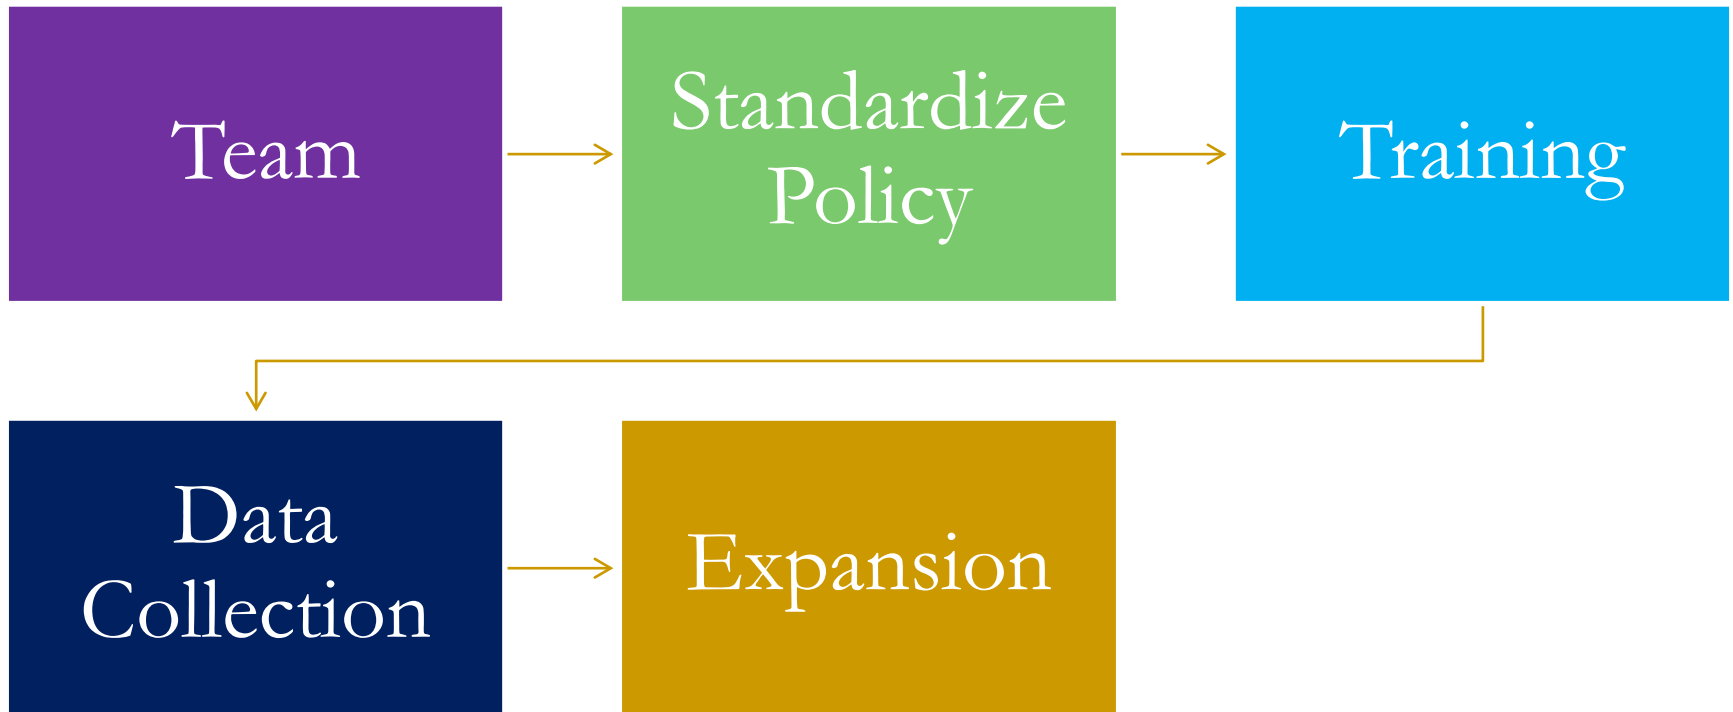 Team
Standardize
Policy
Training
Data
Collection
Expansion